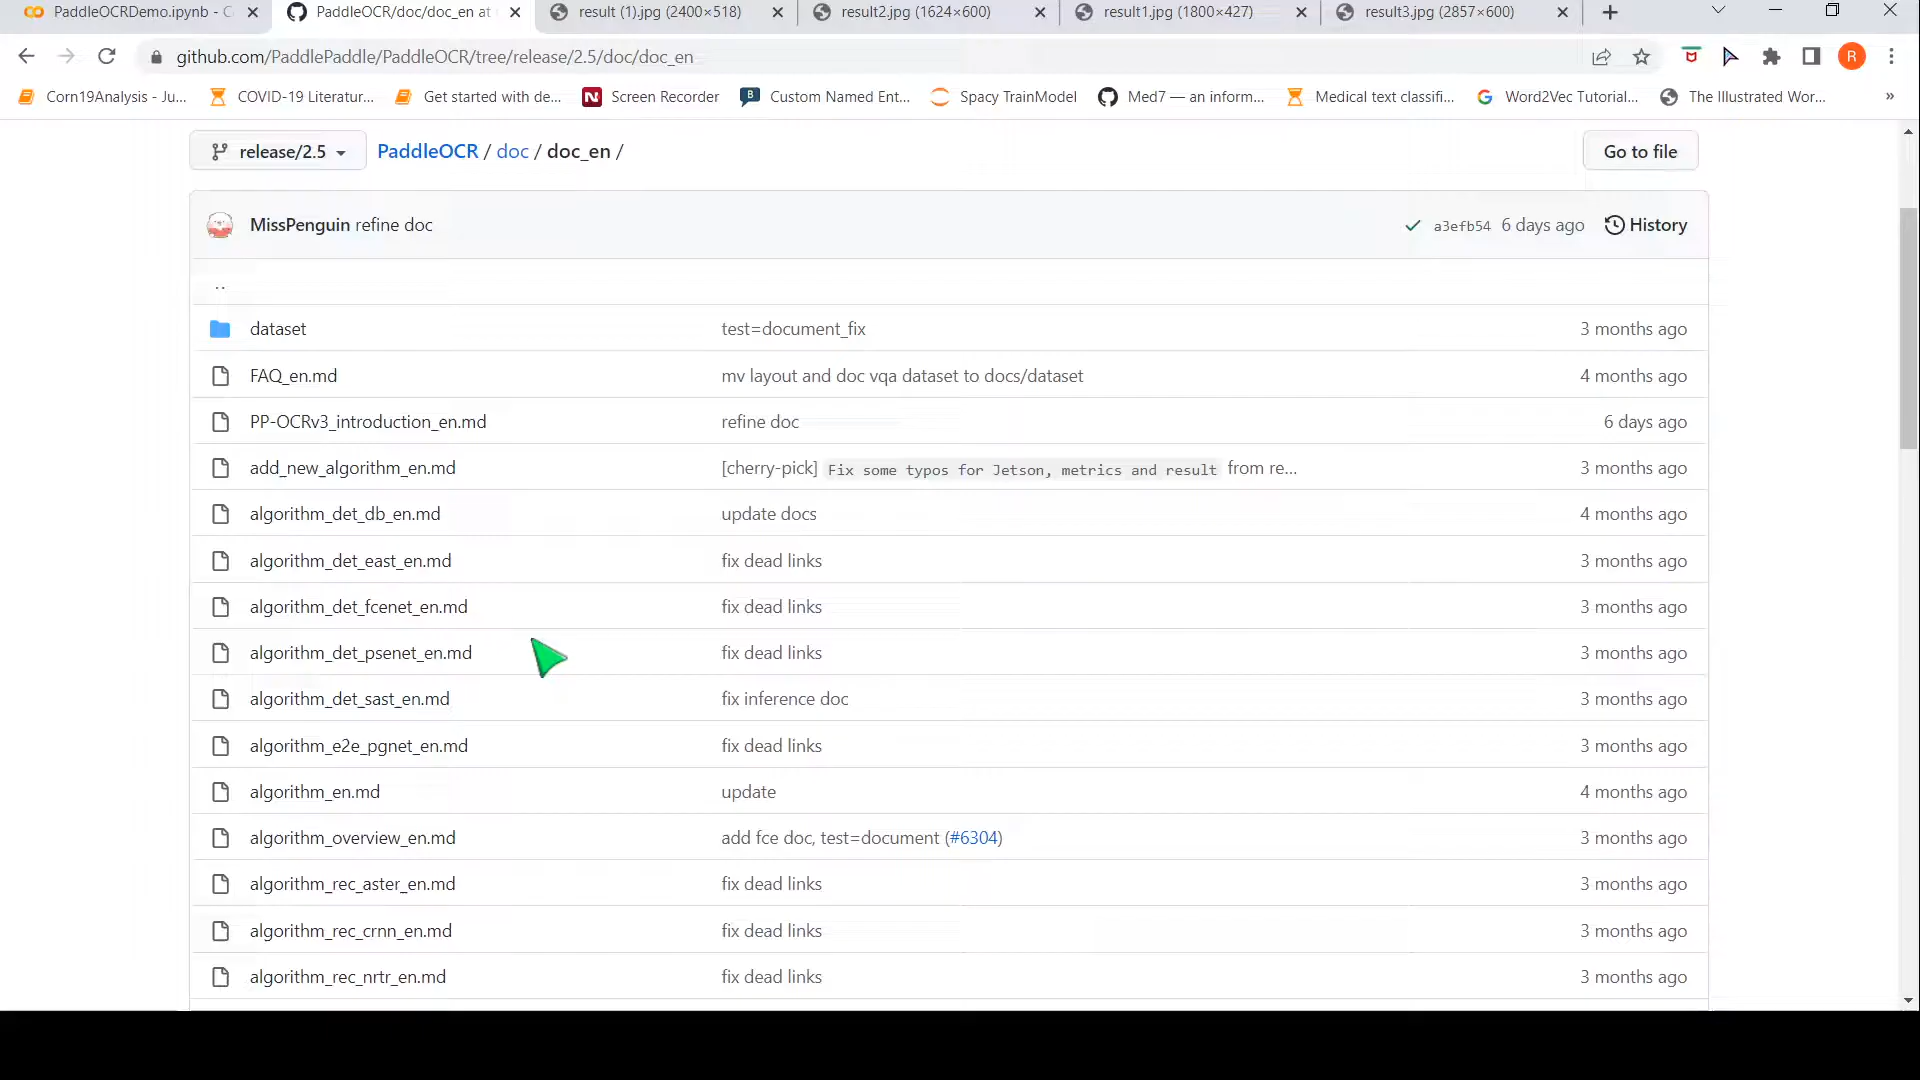 PaddleOCRDemo.ipynb - C
PaddleOCR/doc/doc_en at
result (1).jpg (2400×518)
result2.jpg (1624×600)
result1.jpg (1800×427)
result3.jpg (2857×600)
github.com/PaddlePaddle/PaddleOCR/tree/release/2.5/doc/doc_en
R
Corn19Analysis - Ju...
COVID-19 Literatur...
Get started with de...
Screen Recorder
Custom Named Ent...
Spacy TrainModel
Med7 — an inform...
Medical text classifi...
Word2Vec Tutorial...
The Illustrated Wor...
»
release/2.5 PaddleOCR / doc / doc_en / Go to file
MissPenguin refine doc a3efb54 6 days ago History
..
dataset test=document_fix 3 months ago
FAQ_en.md mv layout and doc vqa dataset to docs/dataset 4 months ago
PP-OCRv3_introduction_en.md refine doc 6 days ago
add_new_algorithm_en.md [cherry-pick] Fix some typos for Jetson, metrics and result from re... 3 months ago
algorithm_det_db_en.md update docs 4 months ago
algorithm_det_east_en.md fix dead links 3 months ago
algorithm_det_fcenet_en.md fix dead links 3 months ago
algorithm_det_psenet_en.md fix dead links 3 months ago
algorithm_det_sast_en.md fix inference doc 3 months ago
algorithm_e2e_pgnet_en.md fix dead links 3 months ago
algorithm_en.md update 4 months ago
algorithm_overview_en.md add fce doc, test=document (#6304) 3 months ago
algorithm_rec_aster_en.md fix dead links 3 months ago
algorithm_rec_crnn_en.md fix dead links 3 months ago
algorithm_rec_nrtr_en.md fix dead links 3 months ago